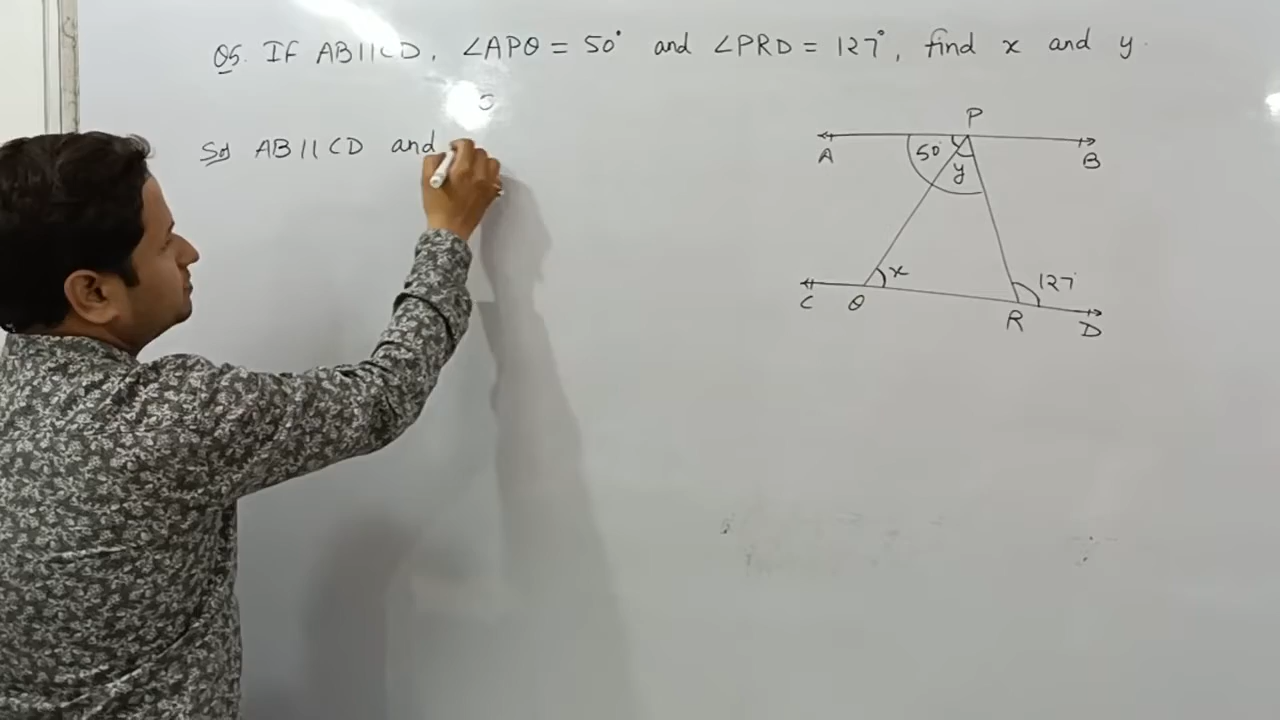 Q5. If AB||CD, ∠APQ = 50° and ∠PRD = 127°, find x and y.
Sol AB||CD and
P
A
50°
B
y
x
127°
C
Q
R
D